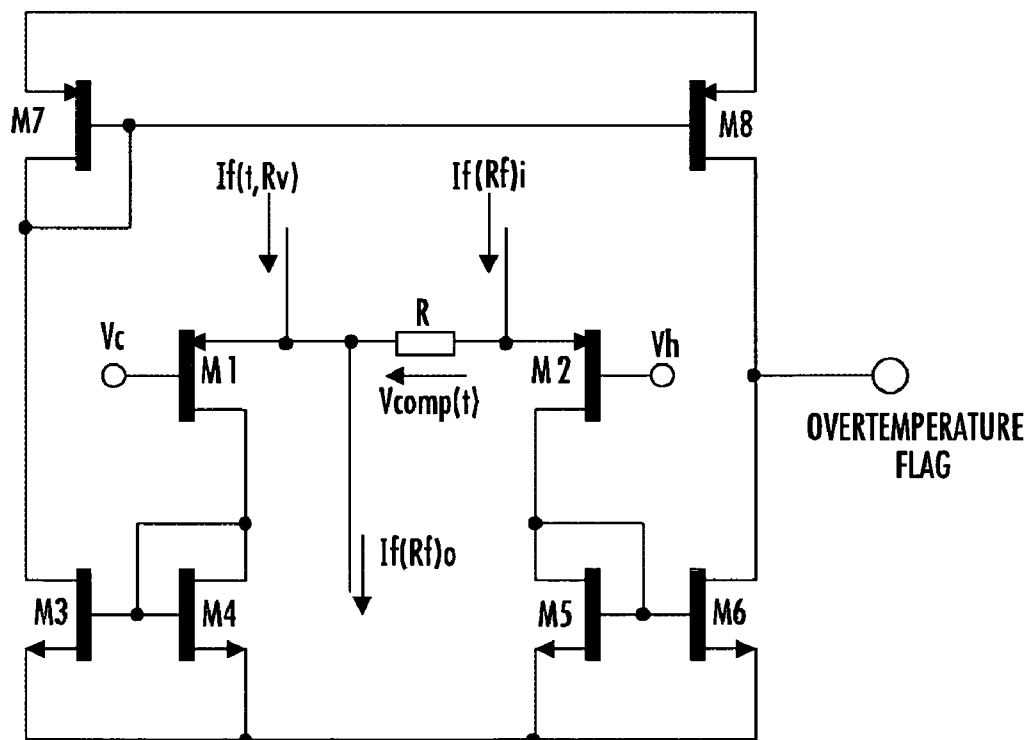 M7
M8
If(t,Rv)
If(Rf)i
R
Vc
M1
M2
Vh
Vcomp(t)
OVERTEMPERATURE
FLAG
If(Rf)o
M3
M4
M5
M6